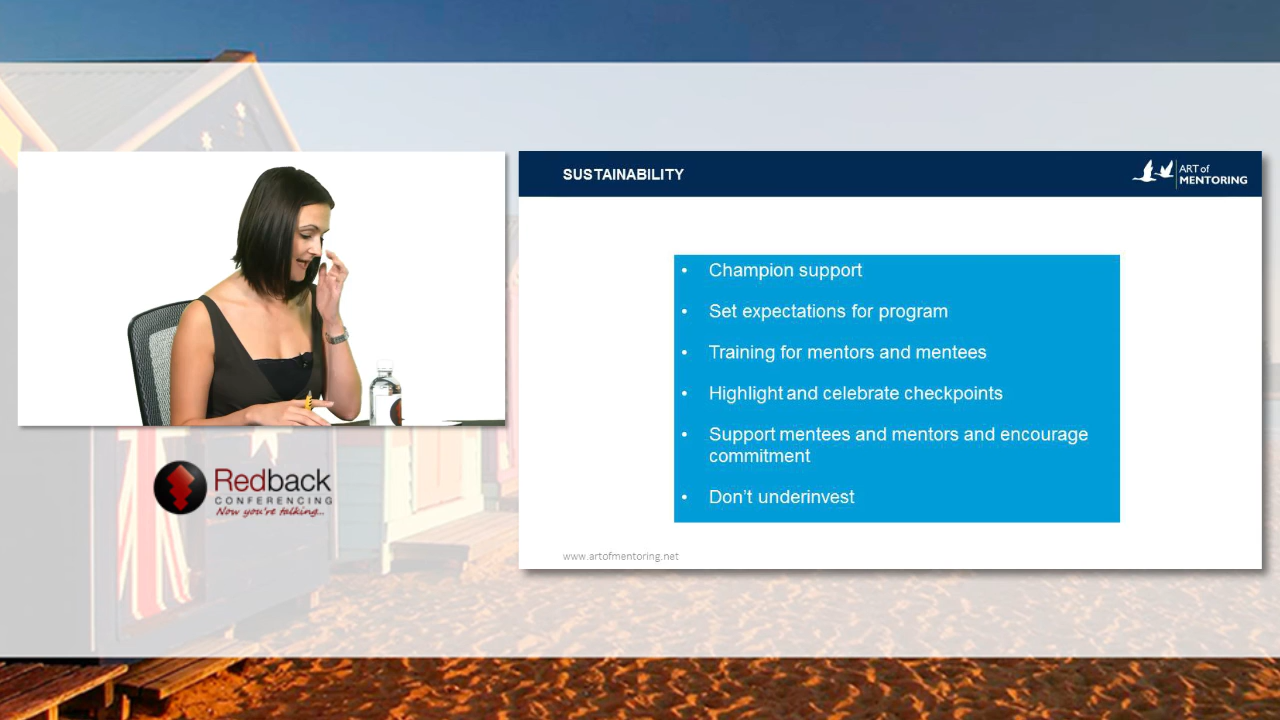 SUSTAINABILITY
ART of
MENTORING
• Champion support
• Set expectations for program
• Training for mentors and mentees
• Highlight and celebrate checkpoints
• Support mentees and mentors and encourage
commitment
• Don’t underinvest
www.artofmentoring.net
Redback
CONFERENCING
Now you're talking...